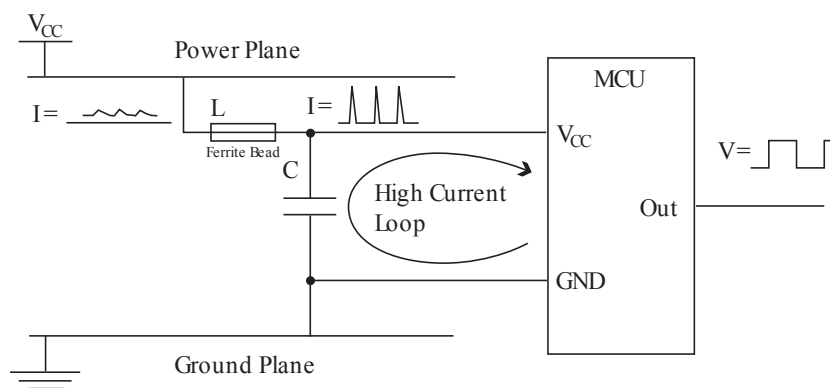 VCC
Power Plane
MCU
I=
L
I=
Ferrite Bead
VCC
V=
C
High Current
Loop
Out
GND
Ground Plane